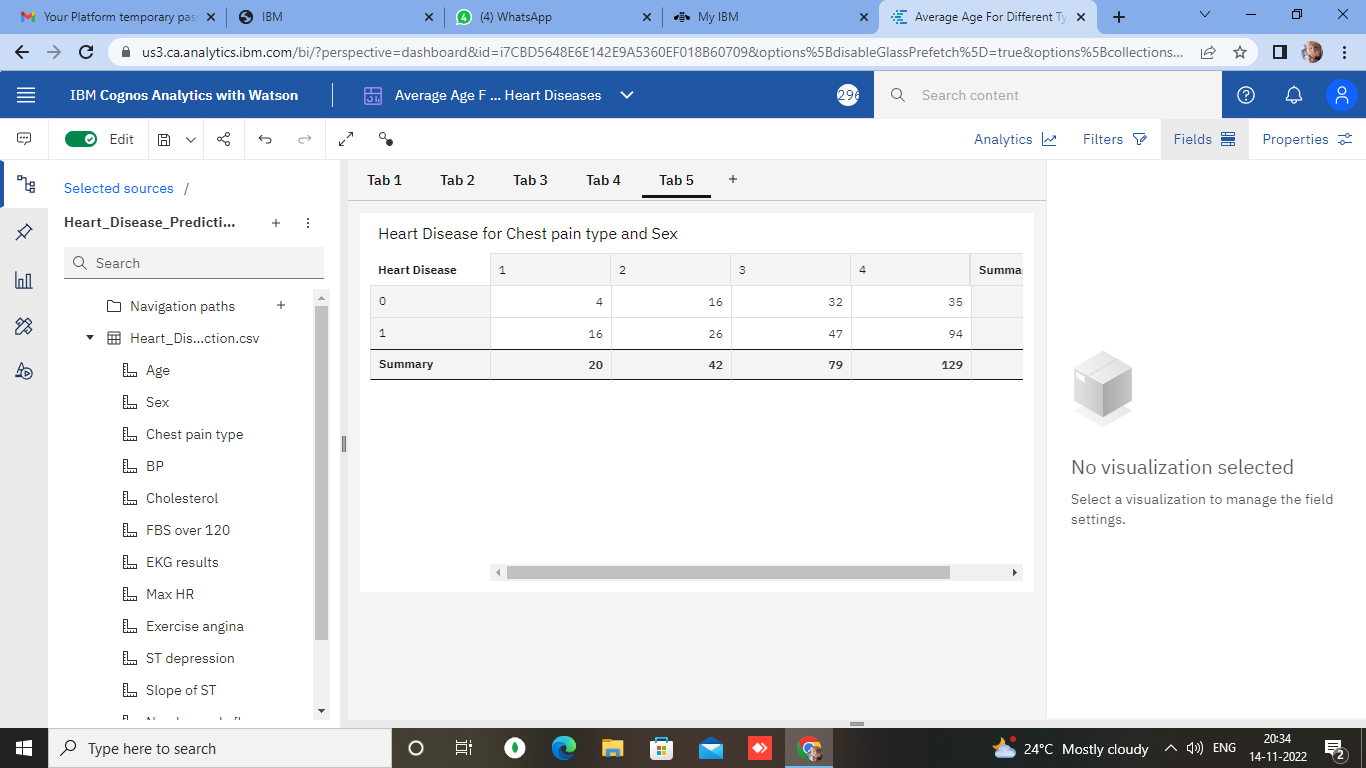 Your Platform temporary pas
IBM
(4) WhatsApp
My IBM
Average Age For Different Ty
us3.ca.analytics.ibm.com/bi/?perspective=dashboard&id=i7CBD5648E6E142E9A5360EF018B60709&options%5BdisableGlassPrefetch%5D=true&options%5Bcollections...
IBM Cognos Analytics with Watson
Average Age F ... Heart Diseases
296
Search content
Edit
Analytics
Filters
Fields
Properties
Selected sources /
Heart_Disease_Predicti...
Search
Navigation paths
Heart_Dis...ction.csv
Age
Sex
Chest pain type
BP
Cholesterol
FBS over 120
EKG results
Max HR
Exercise angina
ST depression
Slope of ST
Tab 1 Tab 2 Tab 3 Tab 4 Tab 5
Heart Disease for Chest pain type and Sex
Heart Disease 1 2 3 4 Summa
0 4 16 32 35
1 16 26 47 94
Summary 20 42 79 129
No visualization selected
Select a visualization to manage the field
settings.
Type here to search
24°C Mostly cloudy
ENG
20:34
14-11-2022
2